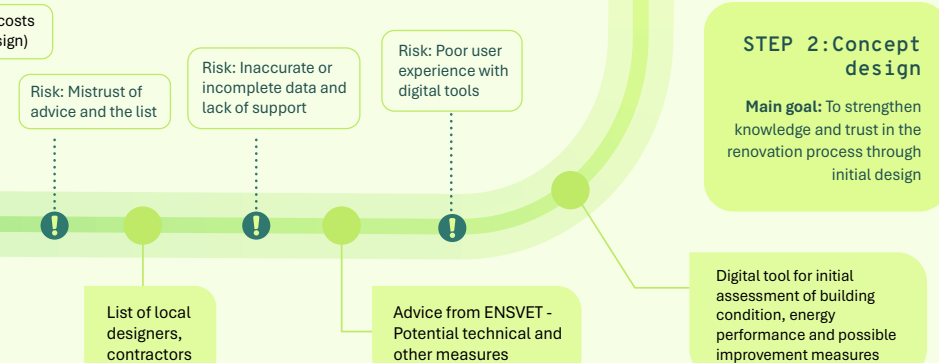 costs
sign)
Risk: Mistrust of
advice and the list
Risk: Inaccurate or
incomplete data and
lack of support
Risk: Poor user
experience with
digital tools
STEP 2:Concept
design
Main goal: To strengthen
knowledge and trust in the
renovation process through
initial design
!
!
!
List of local
designers,
contractors
Advice from ENSVET -
Potential technical and
other measures
Digital tool for initial
assessment of building
condition, energy
performance and possible
improvement measures